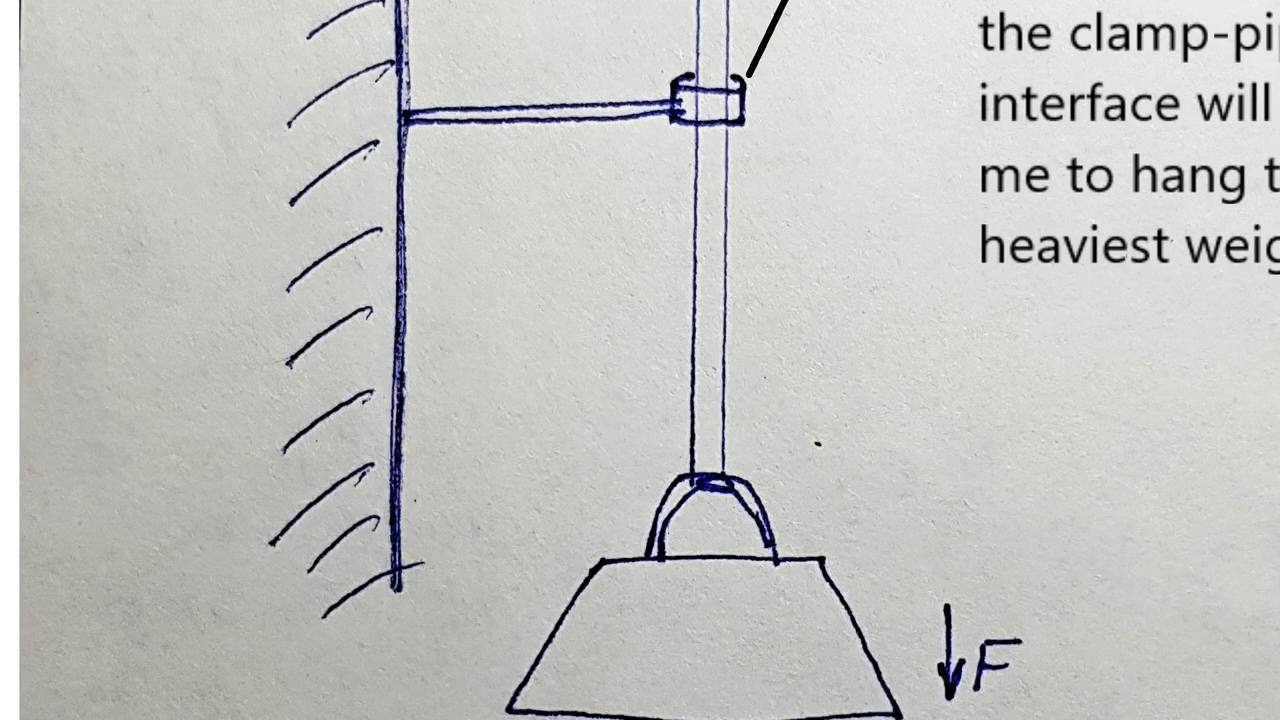 the clamp-pi
interface will
me to hang t
heaviest weig
F